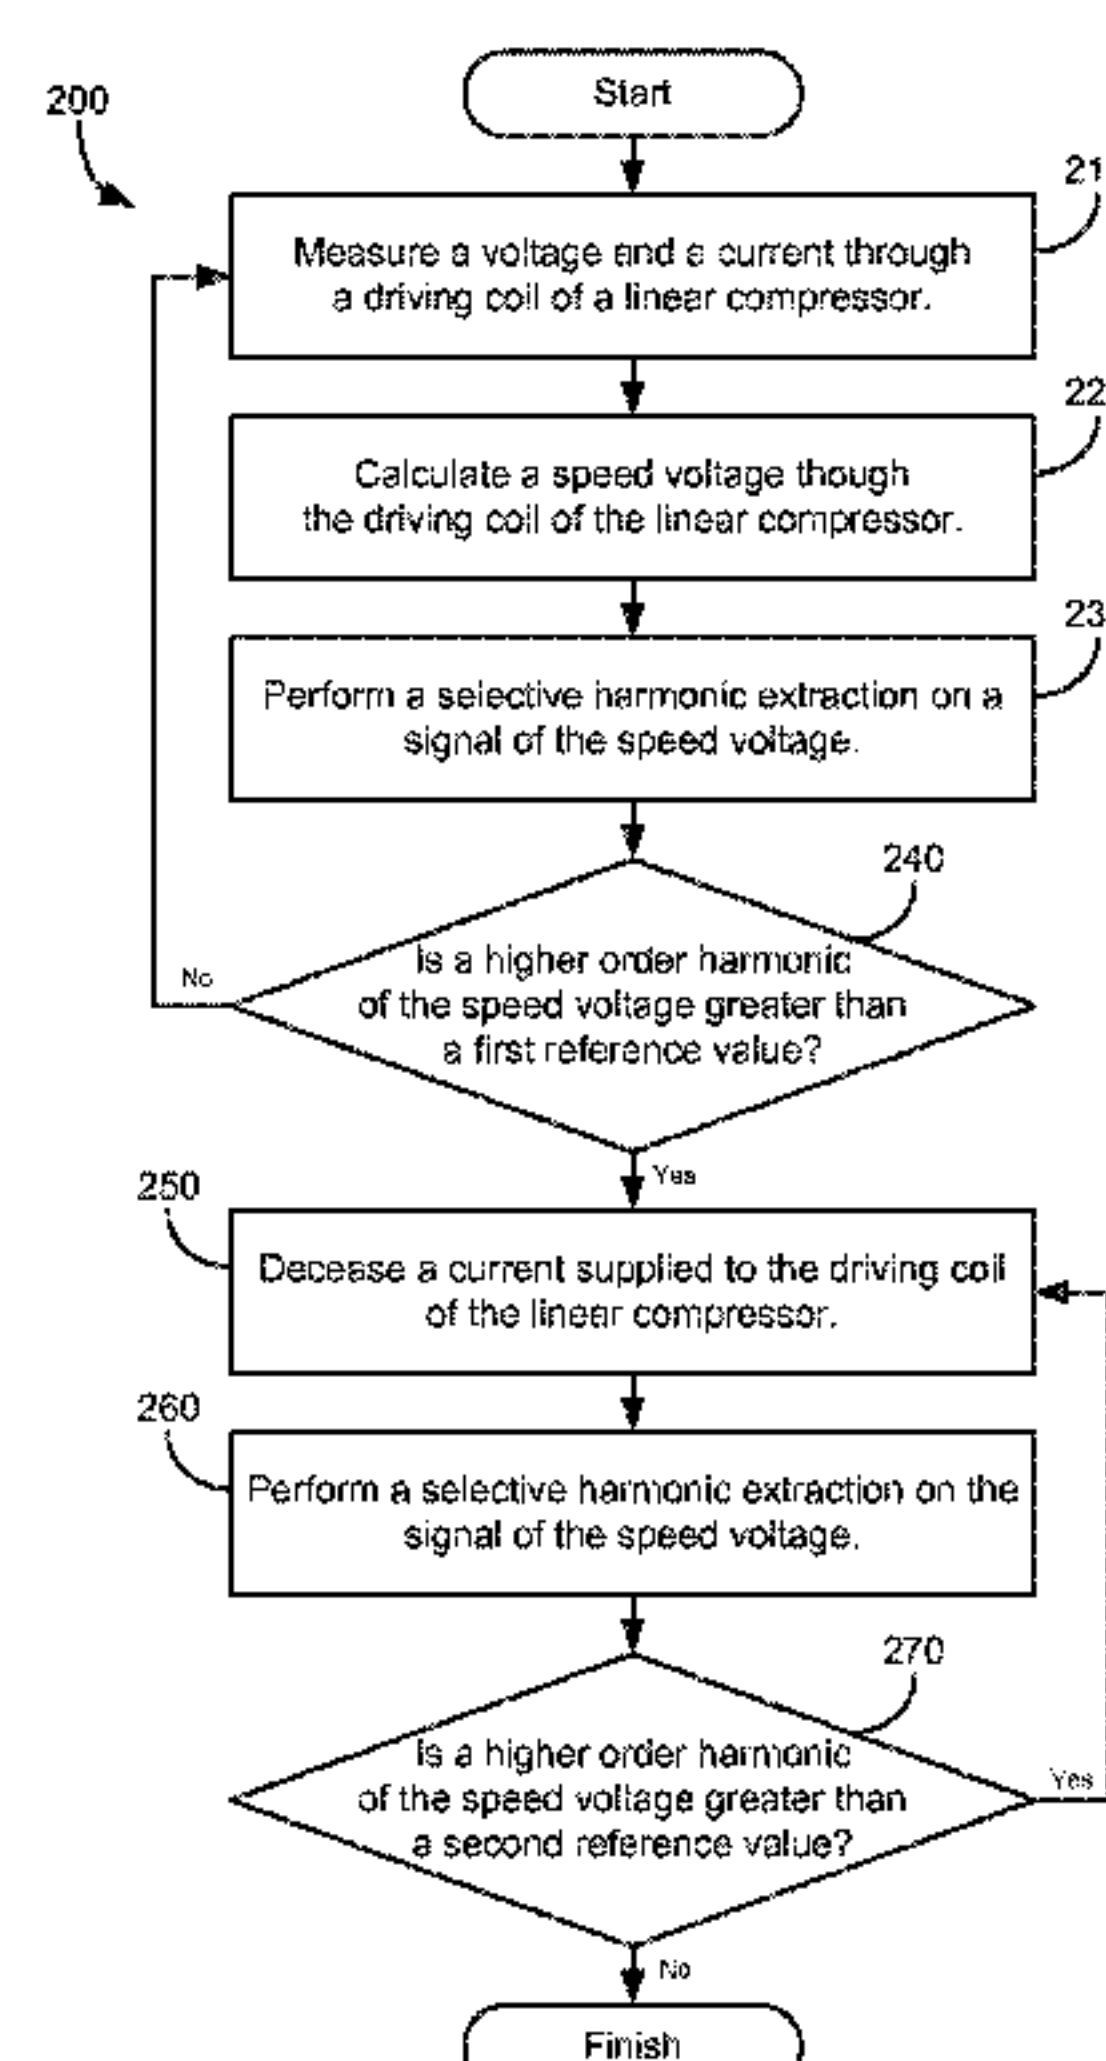 Start
200
21
Measure a voltage and a current through
a driving coil of a linear compressor.
22
Calculate a speed voltage though
the driving coil of the linear compressor.
23
Perform a selective harmonic extraction on a
signal of the speed voltage.
240
Is a higher order harmonic
of the speed voltage greater than
a first reference value?
No
Yes
250
Decease a current supplied to the driving coil
of the linear compressor.
260
Perform a selective harmonic extraction on the
signal of the speed voltage.
270
Is a higher order harmonic
of the speed voltage greater than
a second reference value?
Yes
No
Finish